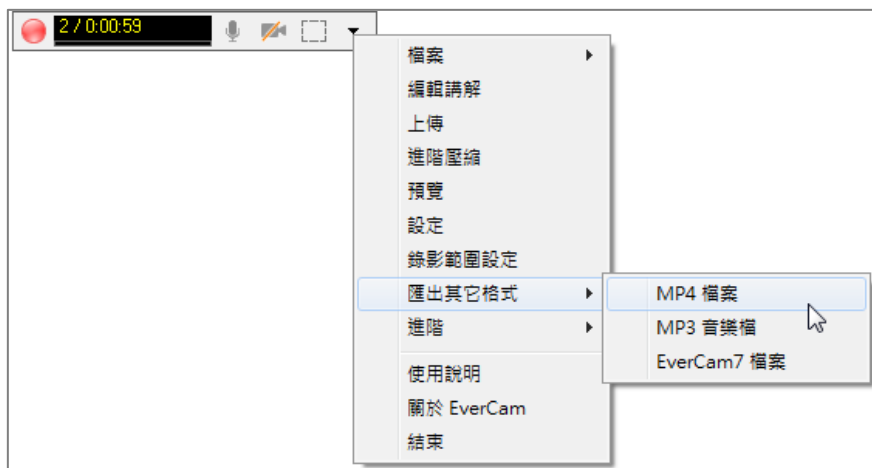 2 / 0:00:59
檔案
編輯講解
上傳
進階壓縮
預覽
設定
錄影範圍設定
匯出其它格式
MP4 檔案
進階
MP3 音樂檔
EverCam7 檔案
使用說明
關於 EverCam
結束